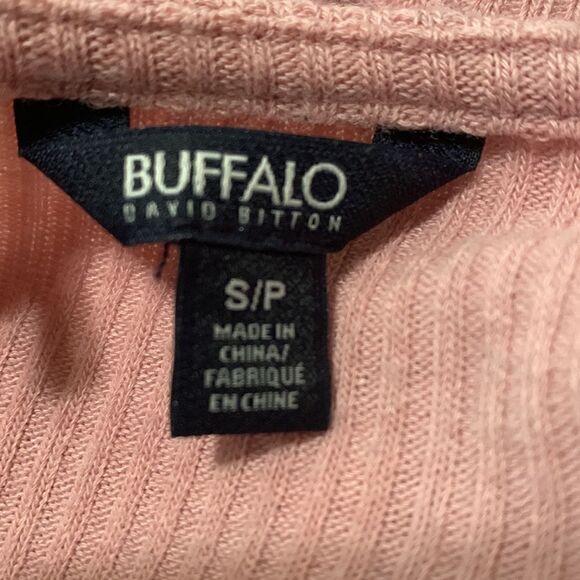 BUFFALO
DAVID BITTON
S/P
MADE IN
CHINA/
FABRIQUÉ
EN CHINE